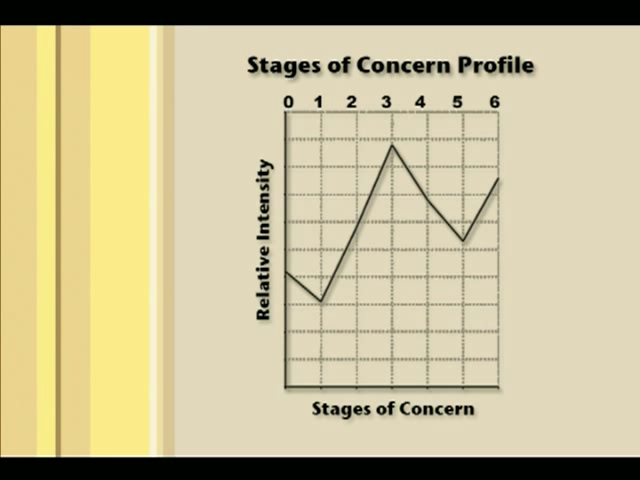 Stages of Concern Profile
0 1 2 3 4 5 6
Relative Intensity
Stages of Concern